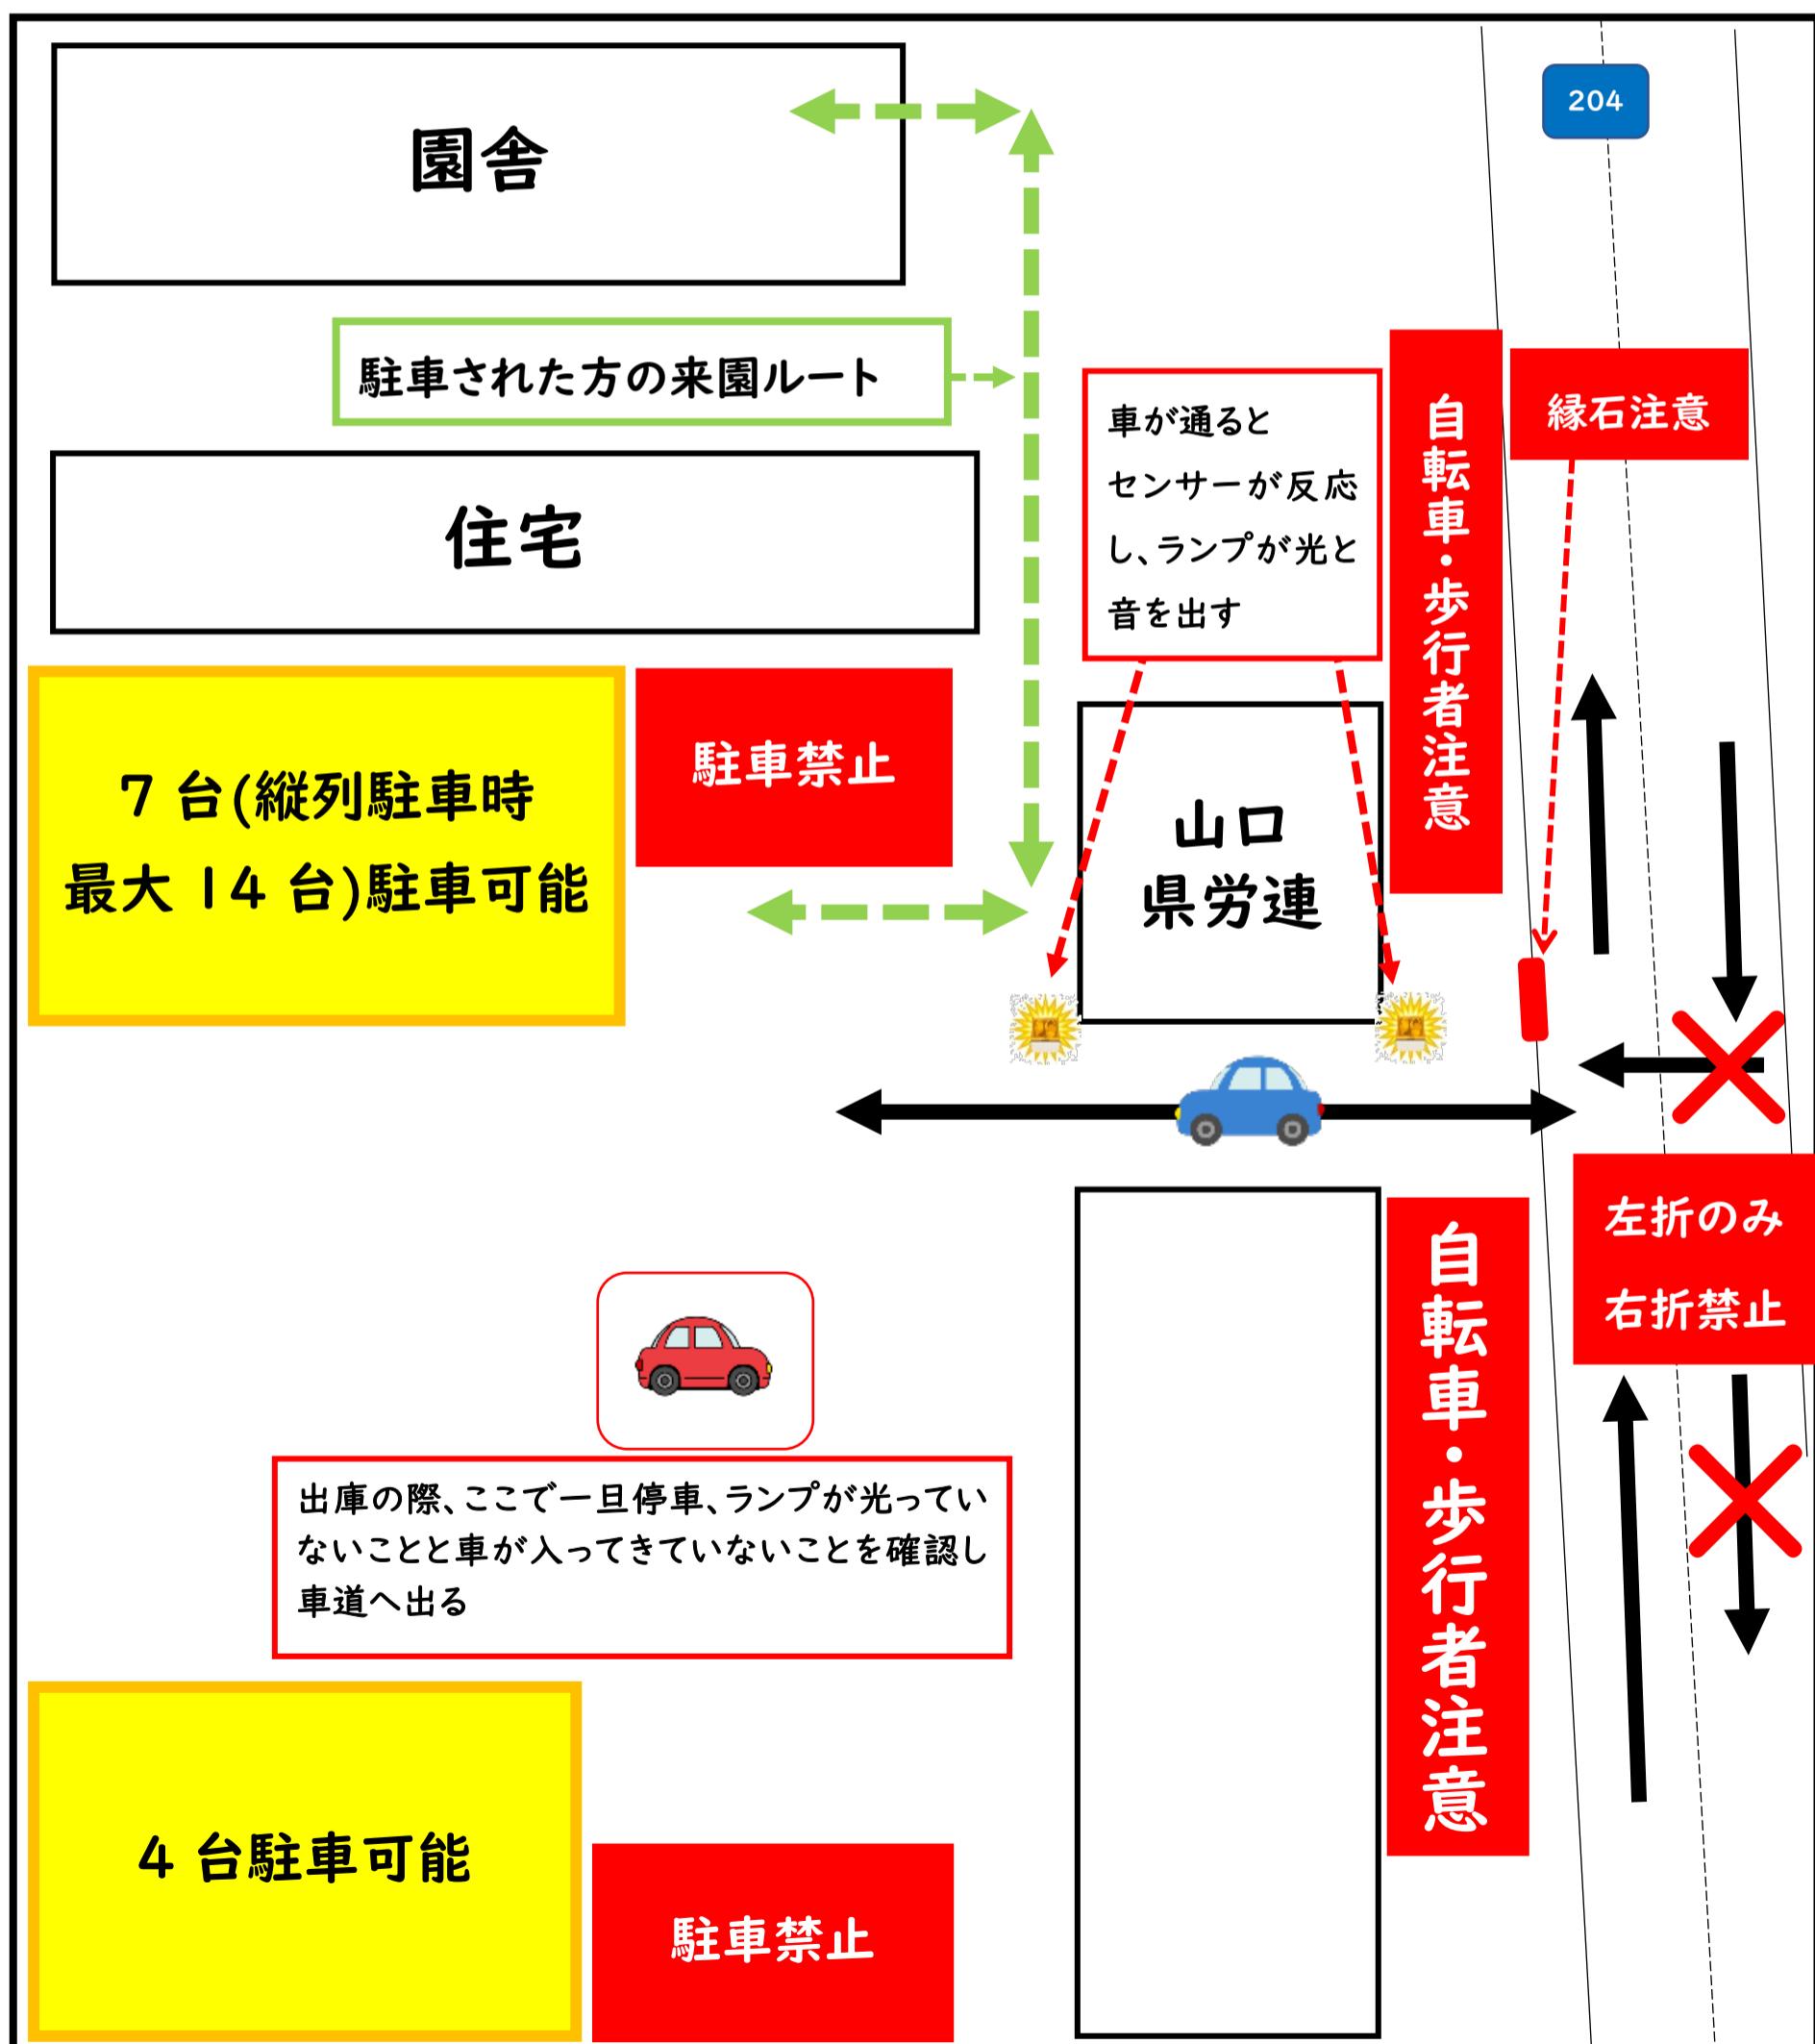 園舎
204
駐車された方の来園ルート
車が通ると
センサーが反応
し、ランプが光と
音を出す
自転車・歩行者注意
縁石注意
住宅
7 台(縦列駐車時
最大 14 台)駐車可能
駐車禁止
山口
県労連
左折のみ
右折禁止
自転車・歩行者注意
出庫の際、ここで一旦停車、ランプが光ってい
ないことと車が入ってきていないことを確認し
車道へ出る
4 台駐車可能
駐車禁止